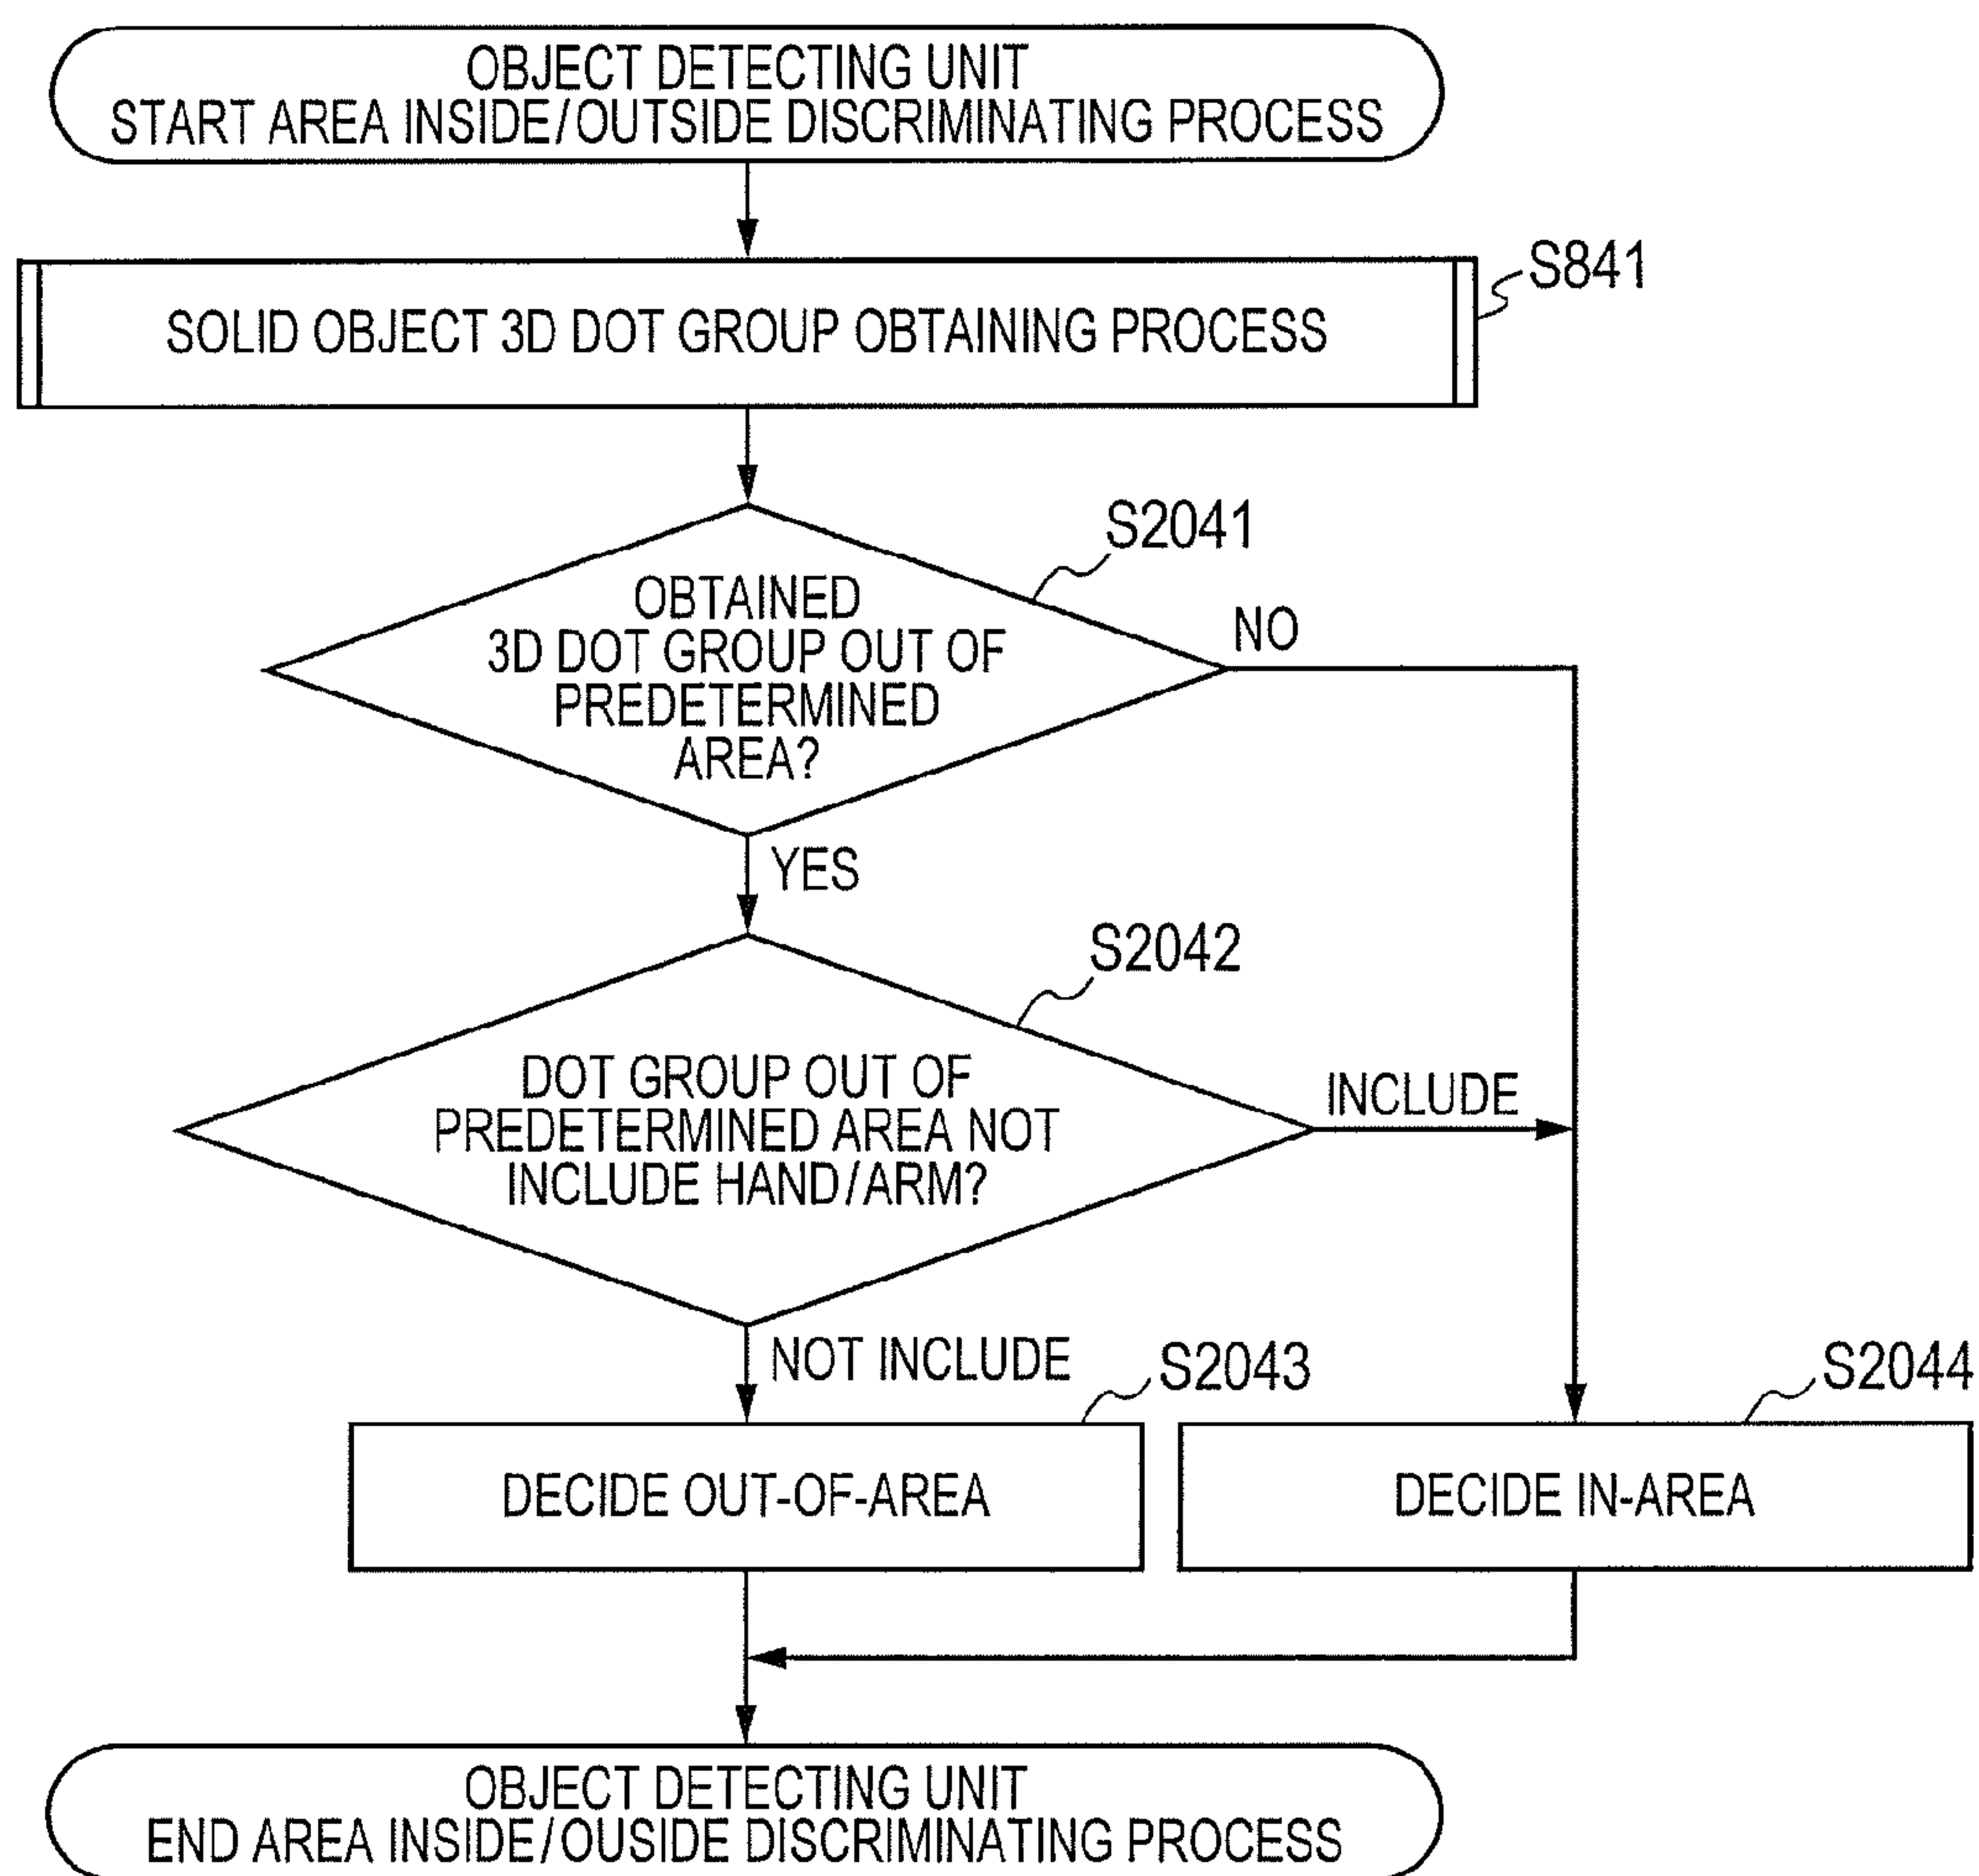 OBJECT DETECTING UNIT
START AREA INSIDE/OUTSIDE DISCRIMINATING PROCESS
S841
SOLID OBJECT 3D DOT GROUP OBTAINING PROCESS
S2041
OBTAINED
3D DOT GROUP OUT OF
PREDETERMINED
AREA?
NO
YES
S2042
DOT GROUP OUT OF
PREDETERMINED AREA NOT
INCLUDE HAND/ARM?
INCLUDE
NOT INCLUDE
S2043
S2044
DECIDE OUT-OF-AREA
DECIDE IN-AREA
OBJECT DETECTING UNIT
END AREA INSIDE/OUSIDE DISCRIMINATING PROCESS